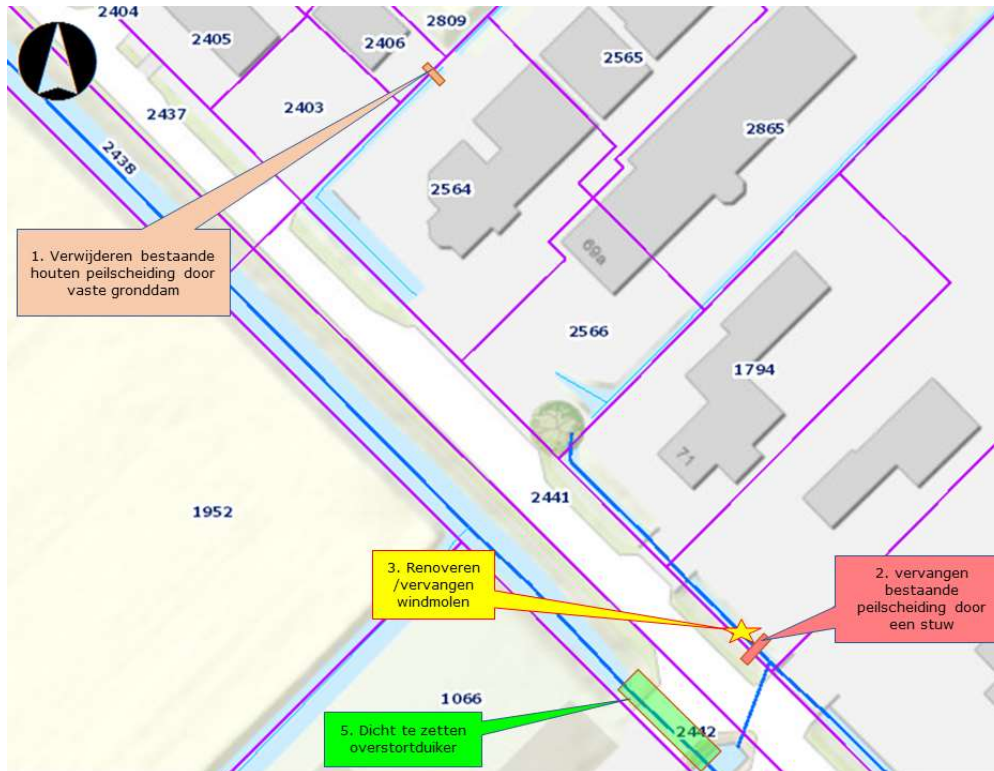 2404
2405
2406
2809
2565
2437
2403
2865
2438
2564
69a
1. Verwijderen bestaande
houten peilscheiding door
vaste gronddam
2566
1794
71
1952
2441
3. Renoveren
/vervangen
windmolen
2. vervangen
bestaande
peilscheiding door
een stuw
1066
5. Dicht te zetten
overstortduiker
2442